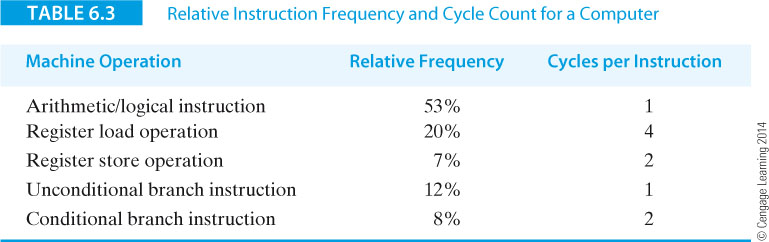 TABLE 6.3 Relative Instruction Frequency and Cycle Count for a Computer
Machine Operation Relative Frequency Cycles per Instruction
Arithmetic/logical instruction 53% 1
Register load operation 20% 4
Register store operation 7% 2
Unconditional branch instruction 12% 1
Conditional branch instruction 8% 2
© Cengage Learning 2014